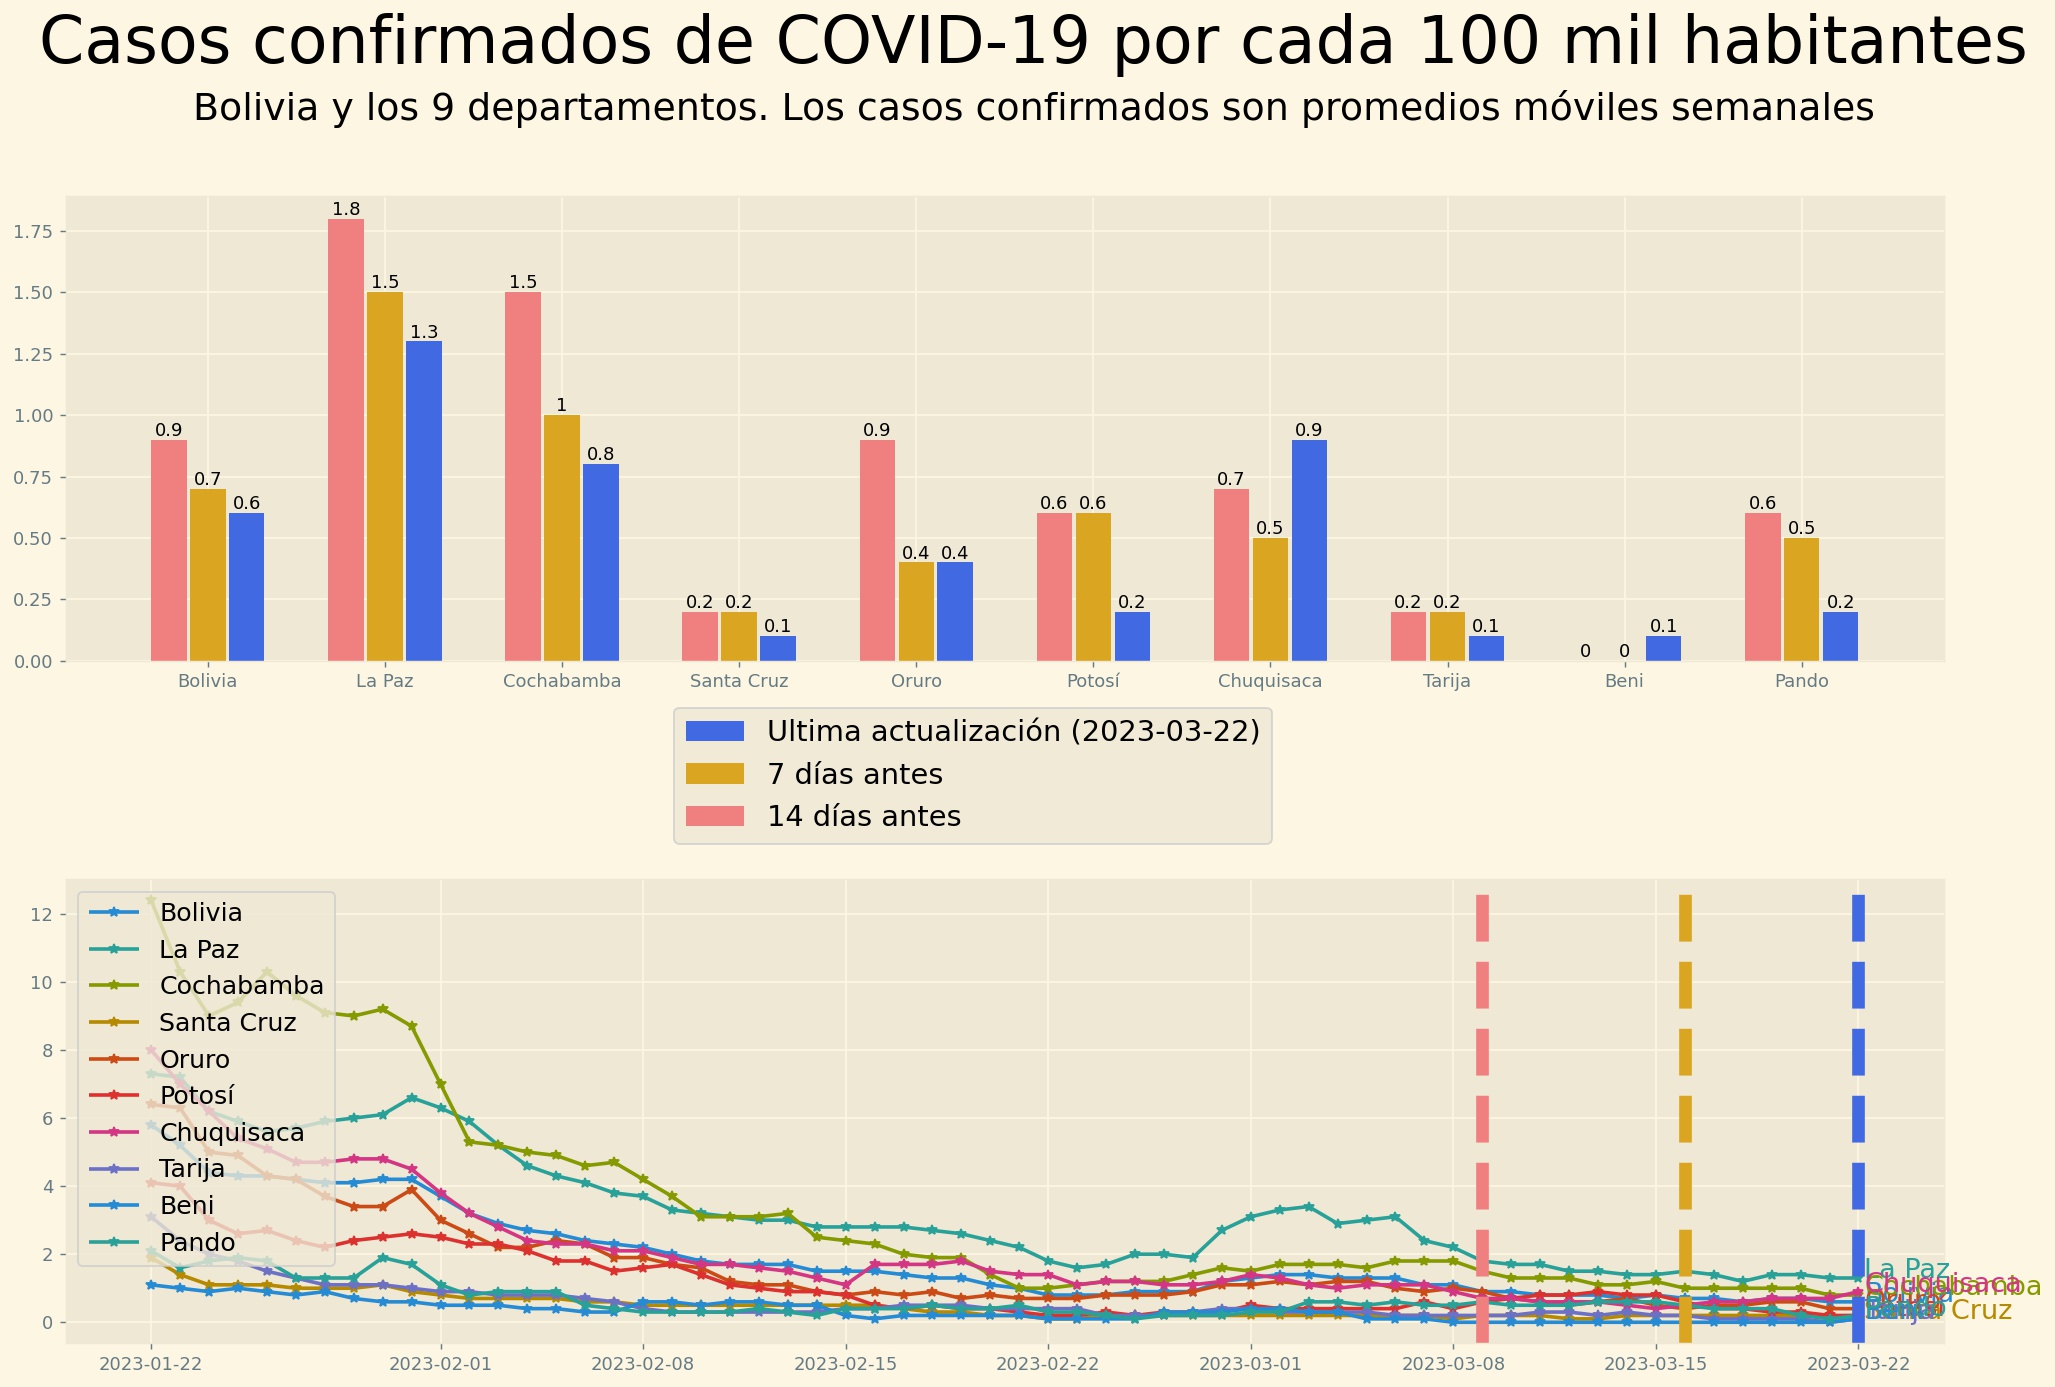 Casos confirmados de COVID-19 por cada 100 mil habitantes
Bolivia y los 9 departamentos. Los casos confirmados son promedios móviles semanales
1.75
1.50
1.25
1.00
0.75
0.50
0.25
0.00
0.9 0.7 0.6
1.8 1.5 1.3
1.5 1 0.8
0.2 0.2 0.1
0.9 0.4 0.4
0.6 0.6 0.2
0.7 0.5 0.9
0.2 0.2 0.1
0 0 0.1
0.6 0.5 0.2
Bolivia La Paz Cochabamba Santa Cruz Oruro Potosí Chuquisaca Tarija Beni Pando
Ultima actualización (2023-03-22)
7 días antes
14 días antes
12
10
8
6
4
2
0
Bolivia
La Paz
Cochabamba
Santa Cruz
Oruro
Potosí
Chuquisaca
Tarija
Beni
Pando
La Paz
Chuquisaca
Cochabamba
Santa Cruz
2023-01-22 2023-02-01 2023-02-08 2023-02-15 2023-02-22 2023-03-01 2023-03-08 2023-03-15 2023-03-22